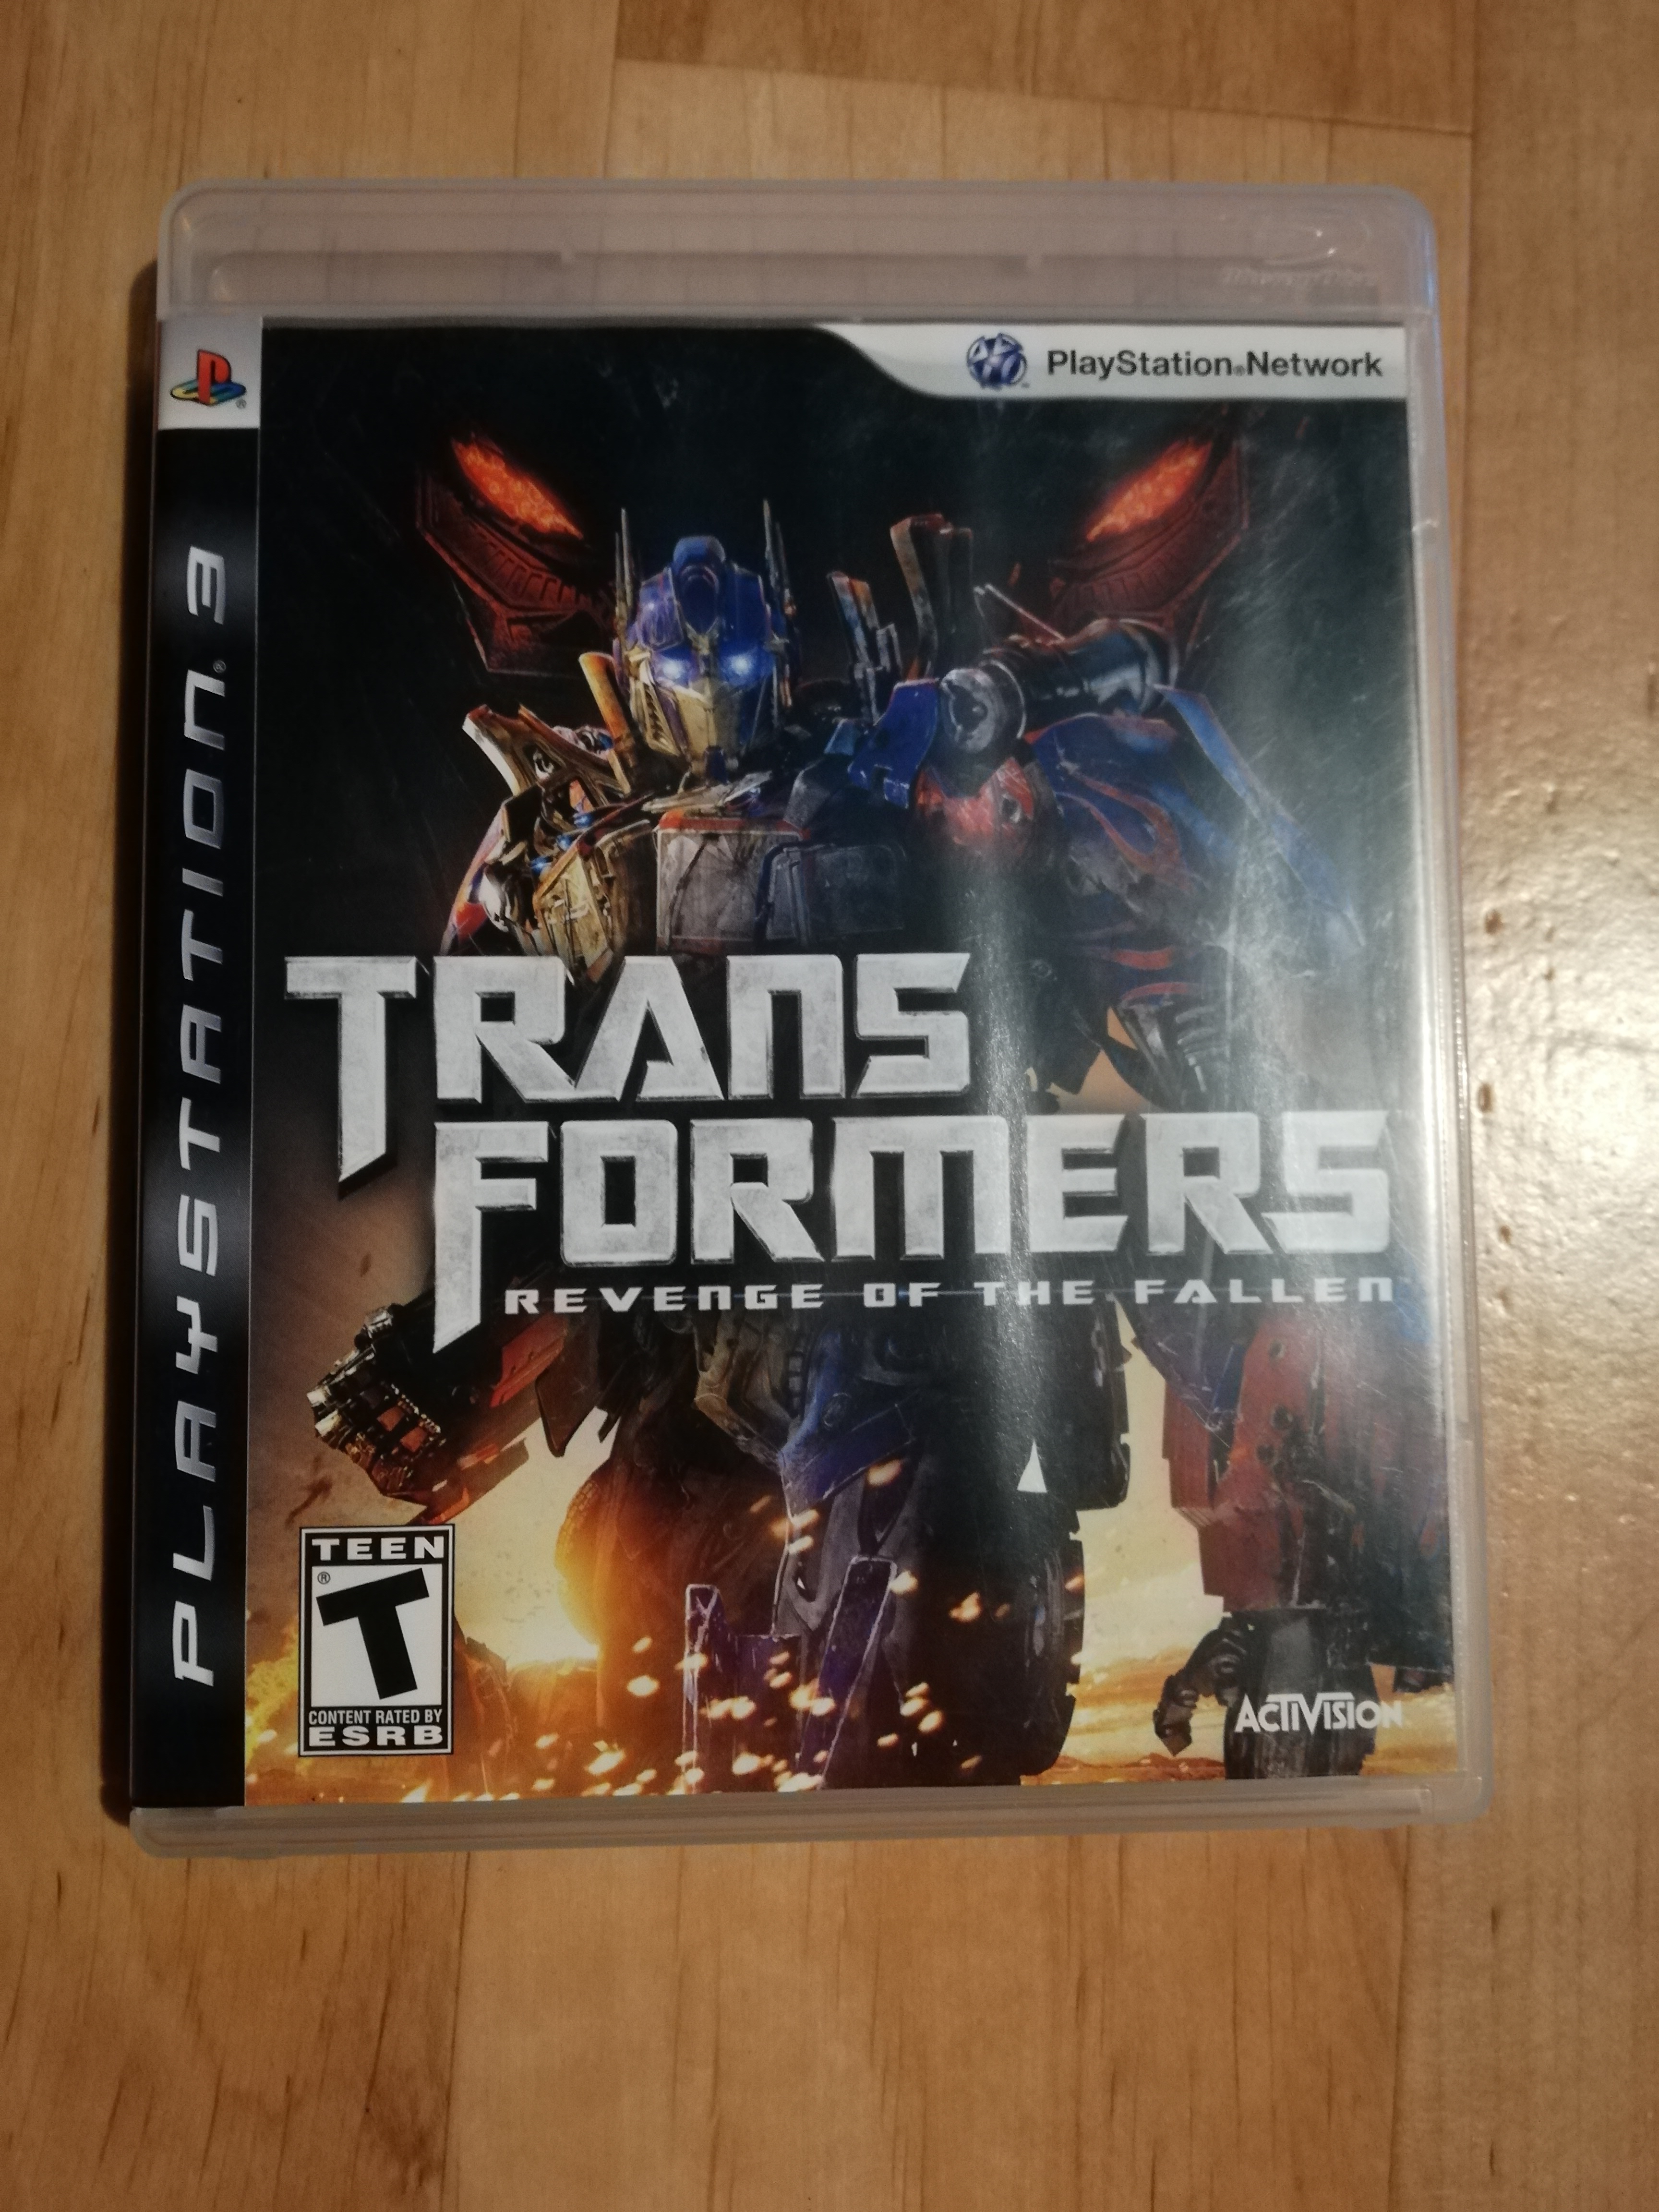 PlayStation®Network
PLAYSTATION®3
TRANS
FORMERS
REVENGE OF THE FALLEN
TEEN
T
®
CONTENT RATED BY
ESRB
ACTIVISION